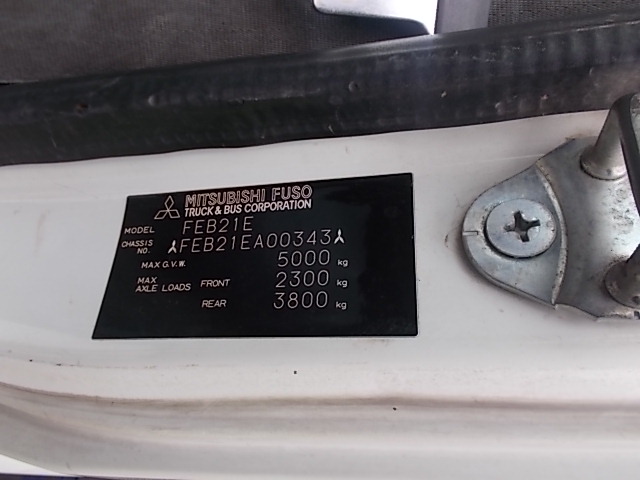 MITSUBISHI FUSO
TRUCK & BUS CORPORATION
MODEL FEB21E
CHASSIS NO. FEB21EA00343
MAX G.V.W. 5000 kg
MAX AXLE LOADS FRONT 2300 kg
REAR 3800 kg